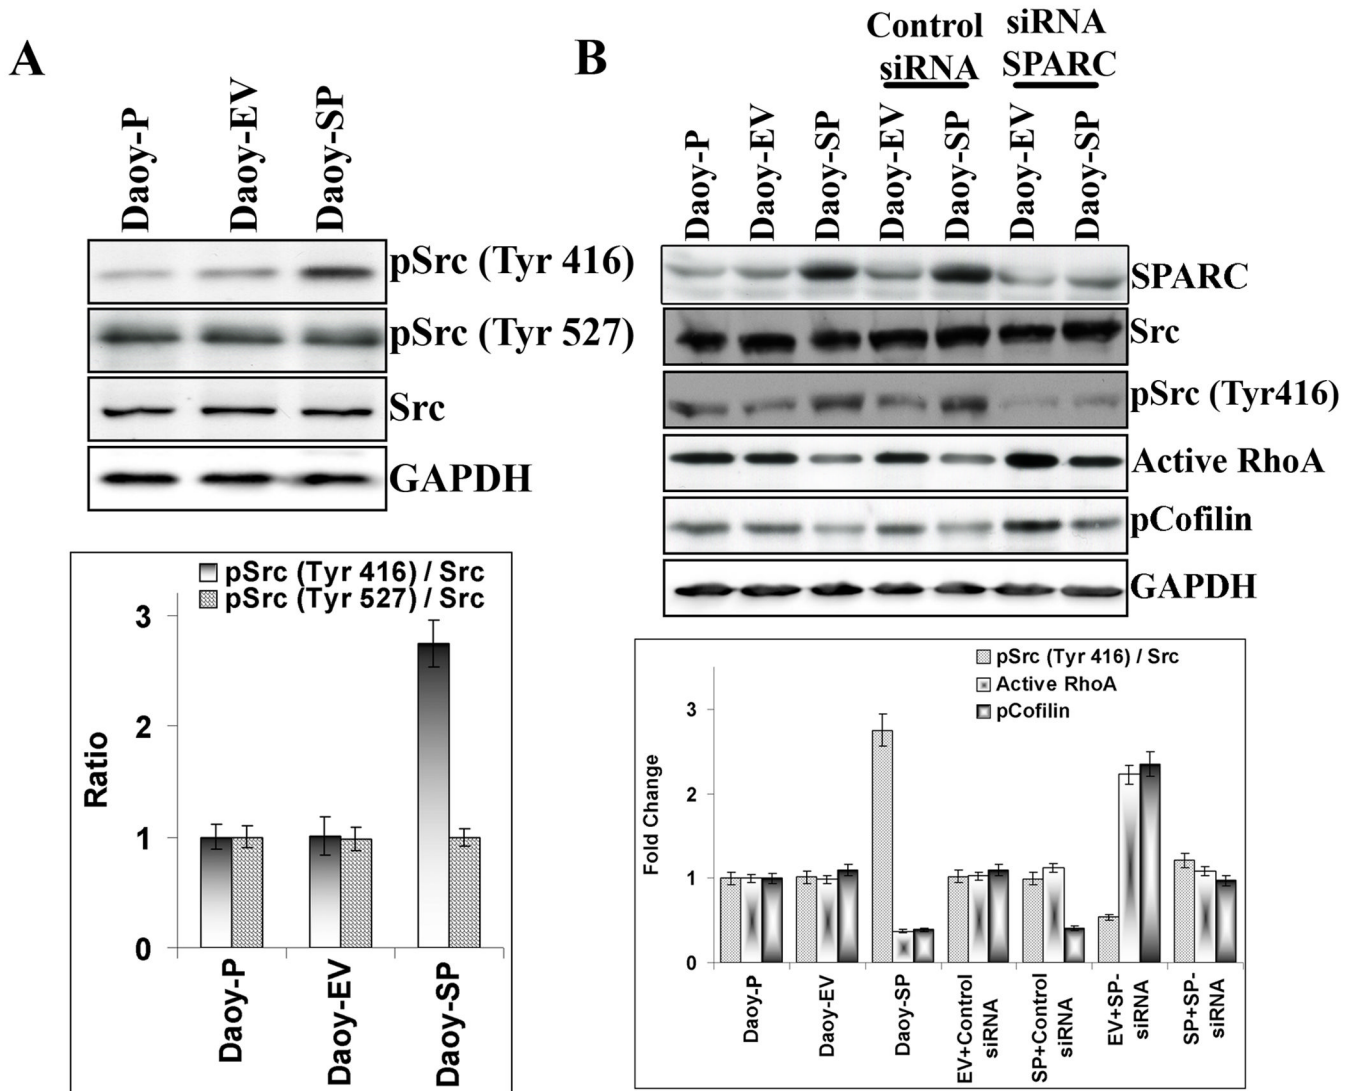 A
Daoy-P
Daoy-EV
Daoy-SP
pSrc (Tyr 416)
pSrc (Tyr 527)
Src
GAPDH
pSrc (Tyr 416) / Src
pSrc (Tyr 527) / Src
Ratio
3
2
1
0
Daoy-P
Daoy-EV
Daoy-SP
B
Control
siRNA
siRNA
SPARC
Daoy-P
Daoy-EV
Daoy-SP
Daoy-EV
Daoy-SP
Daoy-EV
Daoy-SP
SPARC
Src
pSrc (Tyr416)
Active RhoA
pCofilin
GAPDH
pSrc (Tyr 416) / Src
Active RhoA
pCofilin
Fold Change
3
2
1
0
Daoy-P
Daoy-EV
Daoy-SP
EV+Control
siRNA
SP+Control
siRNA
EV+SP-
siRNA
SP+SP-
siRNA